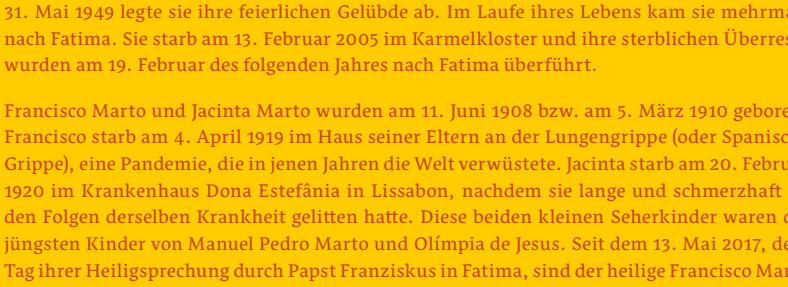 31. Mai 1949 legte sie ihre feierlichen Gelübde ab. Im Laufe ihres Lebens kam sie mehrma
nach Fatima. Sie starb am 13. Februar 2005 im Karmelkloster und ihre sterblichen Überres
wurden am 19. Februar des folgenden Jahres nach Fatima überführt.
Francisco Marto und Jacinta Marto wurden am 11. Juni 1908 bzw. am 5. März 1910 gebore
Francisco starb am 4. April 1919 im Haus seiner Eltern an der Lungengrippe (oder Spanisc
Grippe), eine Pandemie, die in jenen Jahren die Welt verwüstete. Jacinta starb am 20. Febru
1920 im Krankenhaus Dona Estefânia in Lissabon, nachdem sie lange und schmerzhaft
den Folgen derselben Krankheit gelitten hatte. Diese beiden kleinen Seherkinder waren d
jüngsten Kinder von Manuel Pedro Marto und Olímpia de Jesus. Seit dem 13. Mai 2017, de
Tag ihrer Heiligsprechung durch Papst Franziskus in Fatima, sind der heilige Francisco Mar